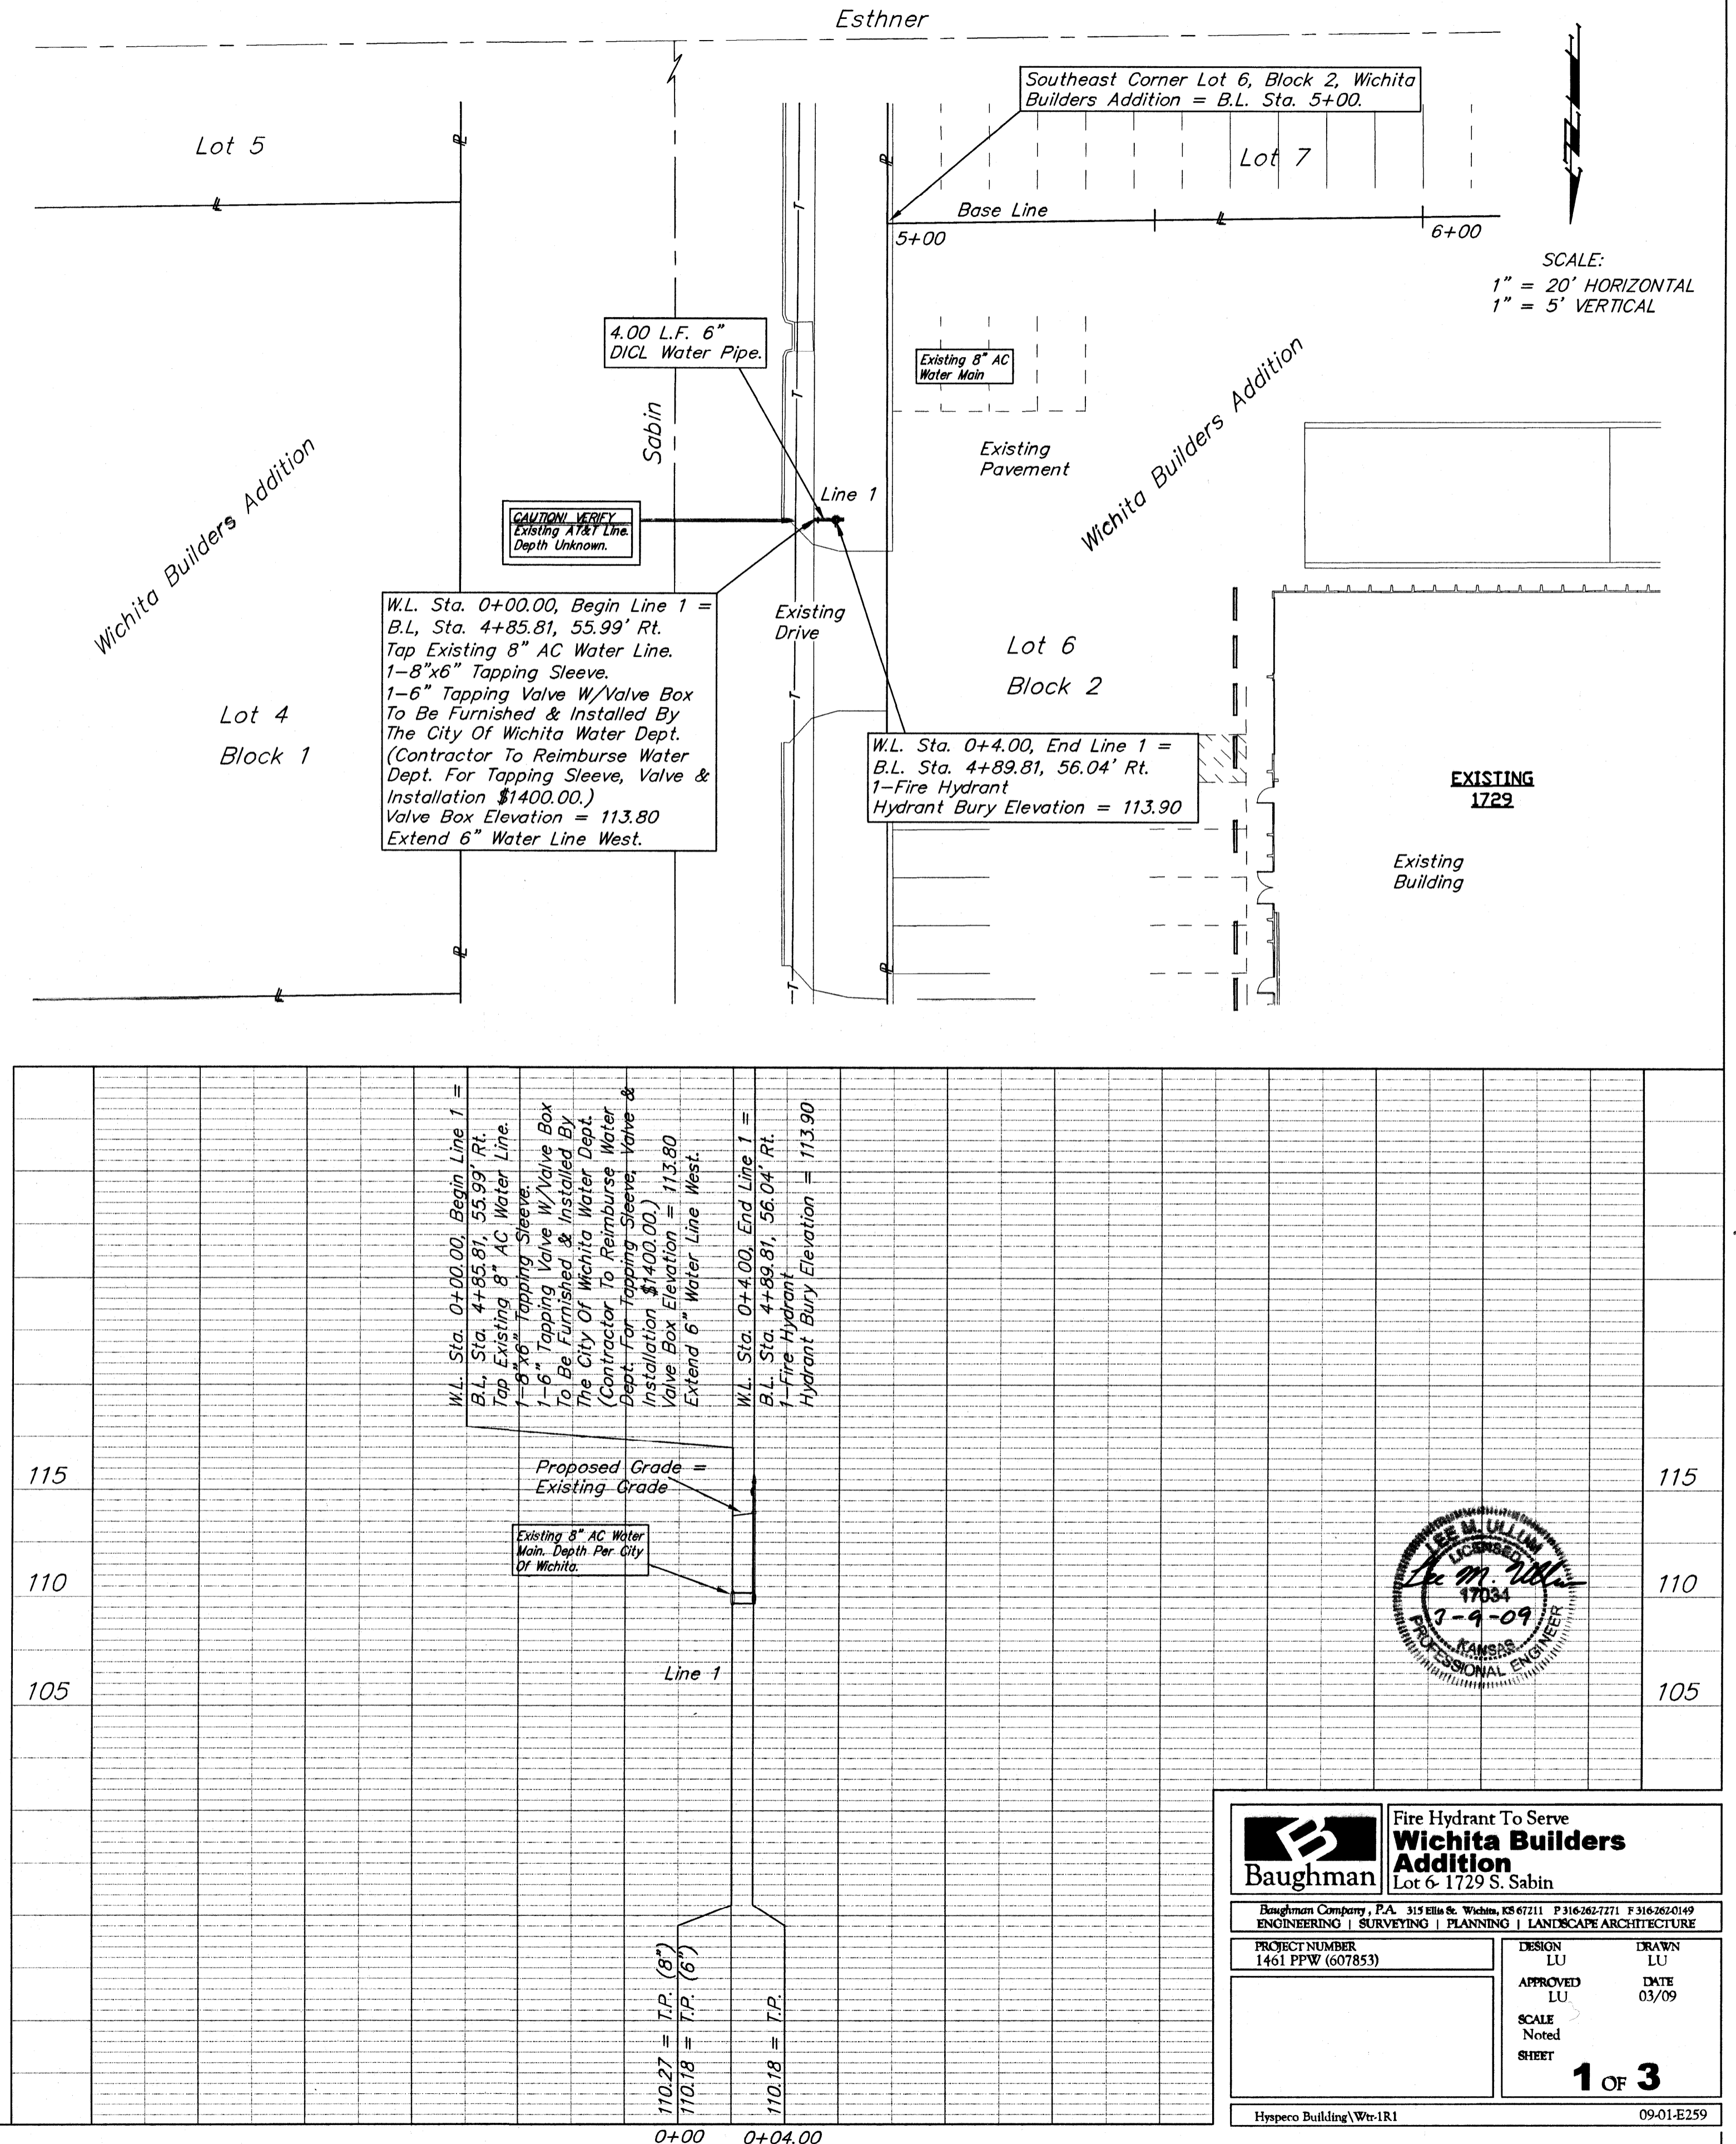 Esthner
Southeast Corner Lot 6, Block 2, Wichita
Builders Addition = B.L. Sta. 5+00.
Lot 5
Lot 7
Base Line
5+00
6+00
SCALE:
1" = 20' HORIZONTAL
1" = 5' VERTICAL
4.00 L.F. 6"
DICL Water Pipe.
Existing 8" AC
Water Main
Sabin
Wichita Builders Addition
Wichita Builders Addition
Existing
Pavement
Line 1
CAUTION! VERIFY
Existing AT&T Line.
Depth Unknown.
T
T
T
T
W.L. Sta. 0+00.00, Begin Line 1 =
B.L, Sta. 4+85.81, 55.99' Rt.
Tap Existing 8" AC Water Line.
1-8"x6" Tapping Sleeve.
1-6" Tapping Valve W/Valve Box
To Be Furnished & Installed By
The City Of Wichita Water Dept.
(Contractor To Reimburse Water
Dept. For Tapping Sleeve, Valve &
Installation $1400.00.)
Valve Box Elevation = 113.80
Extend 6" Water Line West.
Existing
Drive
Lot 6
Block 2
Lot 4
Block 1
W.L. Sta. 0+4.00, End Line 1 =
B.L. Sta. 4+89.81, 56.04' Rt.
1-Fire Hydrant
Hydrant Bury Elevation = 113.90
EXISTING
1729
Existing
Building
W.L. Sta. 0+00.00, Begin Line 1 =
B.L, Sta. 4+85.81, 55.99' Rt.
Tap Existing 8" AC Water Line.
1-8"x6" Tapping Sleeve.
1-6" Tapping Valve W/Valve Box
To Be Furnished & Installed By
The City Of Wichita Water Dept.
(Contractor To Reimburse Water
Dept. For Tapping Sleeve, Valve &
Installation $1400.00.)
Valve Box Elevation = 113.80
Extend 6" Water Line West.
W.L. Sta. 0+4.00, End Line 1 =
B.L. Sta. 4+89.81, 56.04' Rt.
1-Fire Hydrant
Hydrant Bury Elevation = 113.90
115
Proposed Grade =
Existing Grade
115
Existing 8" AC Water
Main. Depth Per City
Of Wichita.
110
110
Line 1
105
105
LEE M. ULLUM
LICENSED
Lee M. Ullum
17034
3-9-09
KANSAS
PROFESSIONAL ENGINEER
110.27 = T.P. (8")
110.18 = T.P. (6")
110.18 = T.P.
0+00
0+04.00
B
Baughman
Fire Hydrant To Serve
Wichita Builders
Addition
Lot 6- 1729 S. Sabin
Baughman Company, P.A. 315 Ellis St. Wichita, KS 67211 P 316-262-7271 F 316-262-0149
ENGINEERING | SURVEYING | PLANNING | LANDSCAPE ARCHITECTURE
PROJECT NUMBER
1461 PPW (607853)
DESIGN
LU
DRAWN
LU
APPROVED
LU
DATE
03/09
SCALE
Noted
SHEET
1 OF 3
Hyspeco Building\Wtr-1R1
09-01-E259